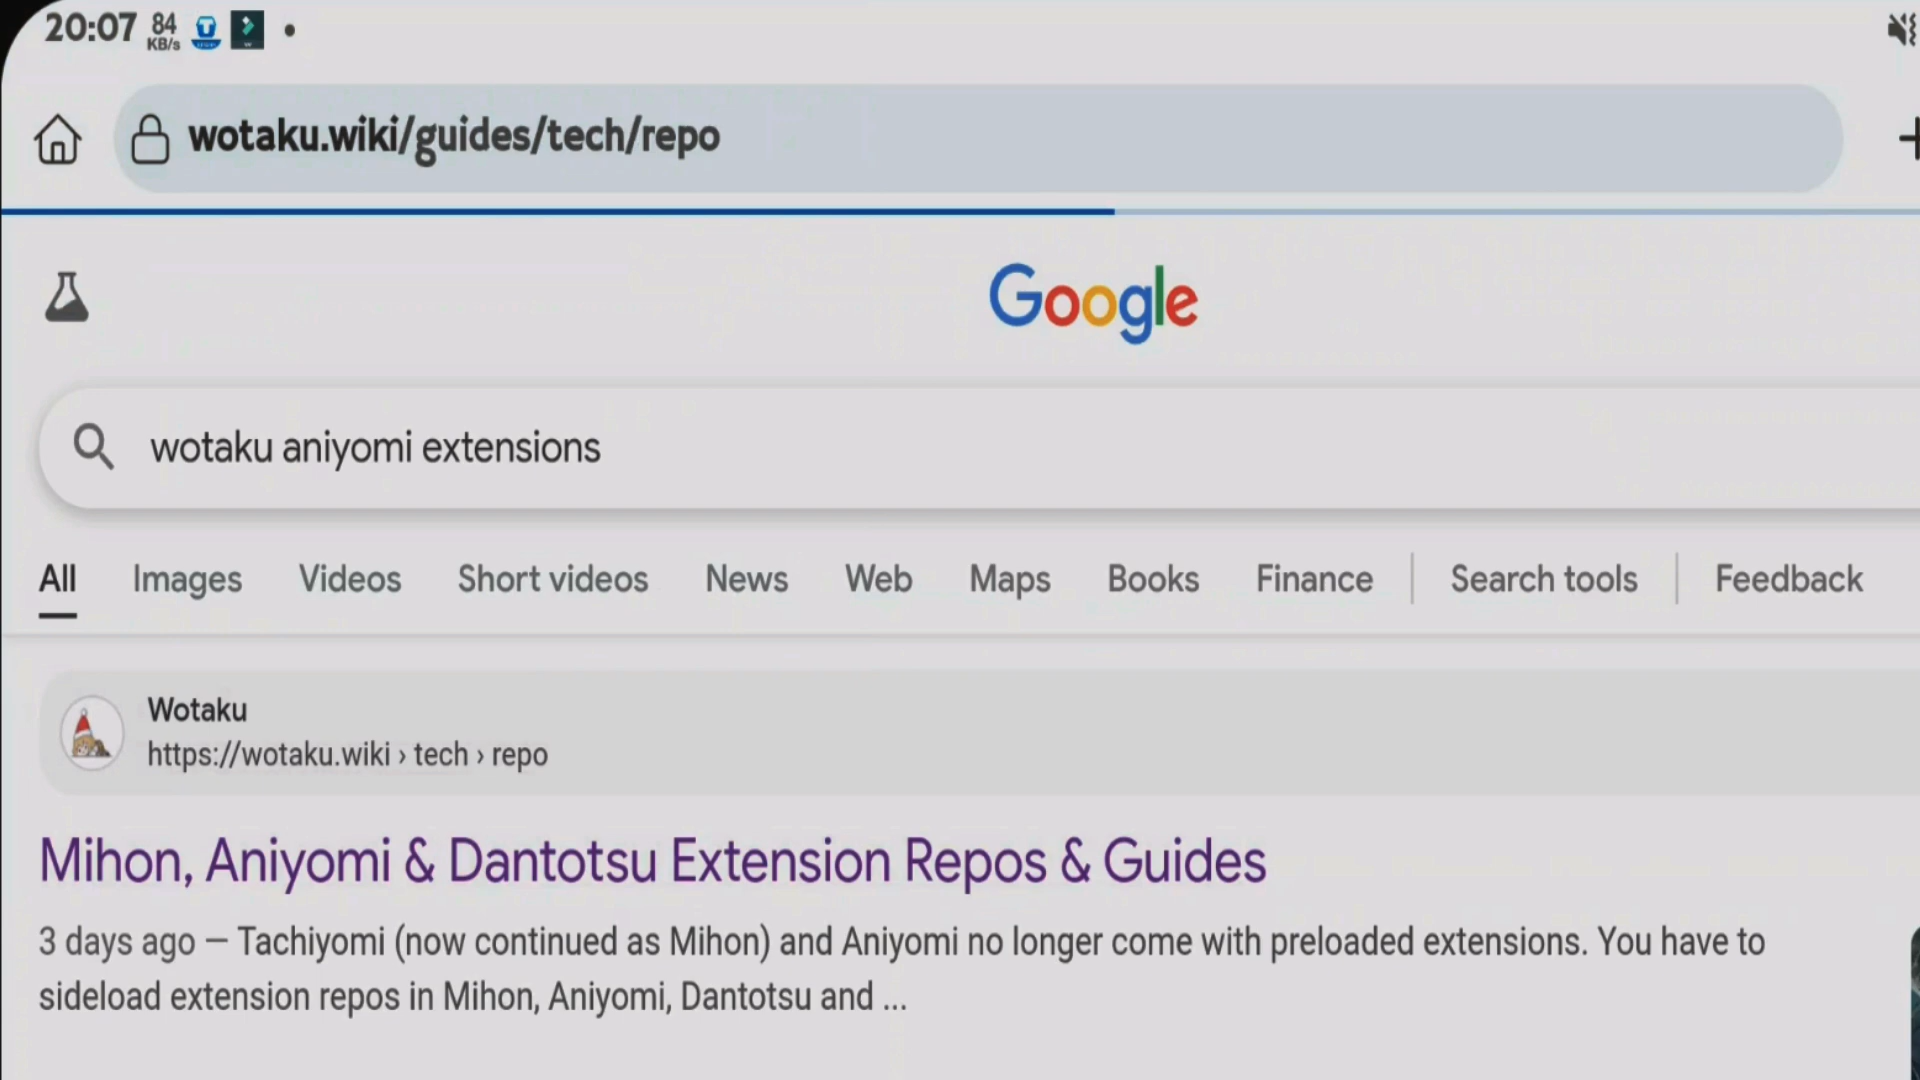 20:07 84 KB/s
wotaku.wiki/guides/tech/repo
Google
wotaku aniyomi extensions
All Images Videos Short videos News Web Maps Books Finance Search tools Feedback
Wotaku
https://wotaku.wiki › tech › repo
Mihon, Aniyomi & Dantotsu Extension Repos & Guides
3 days ago — Tachiyomi (now continued as Mihon) and Aniyomi no longer come with preloaded extensions. You have to
sideload extension repos in Mihon, Aniyomi, Dantotsu and ...